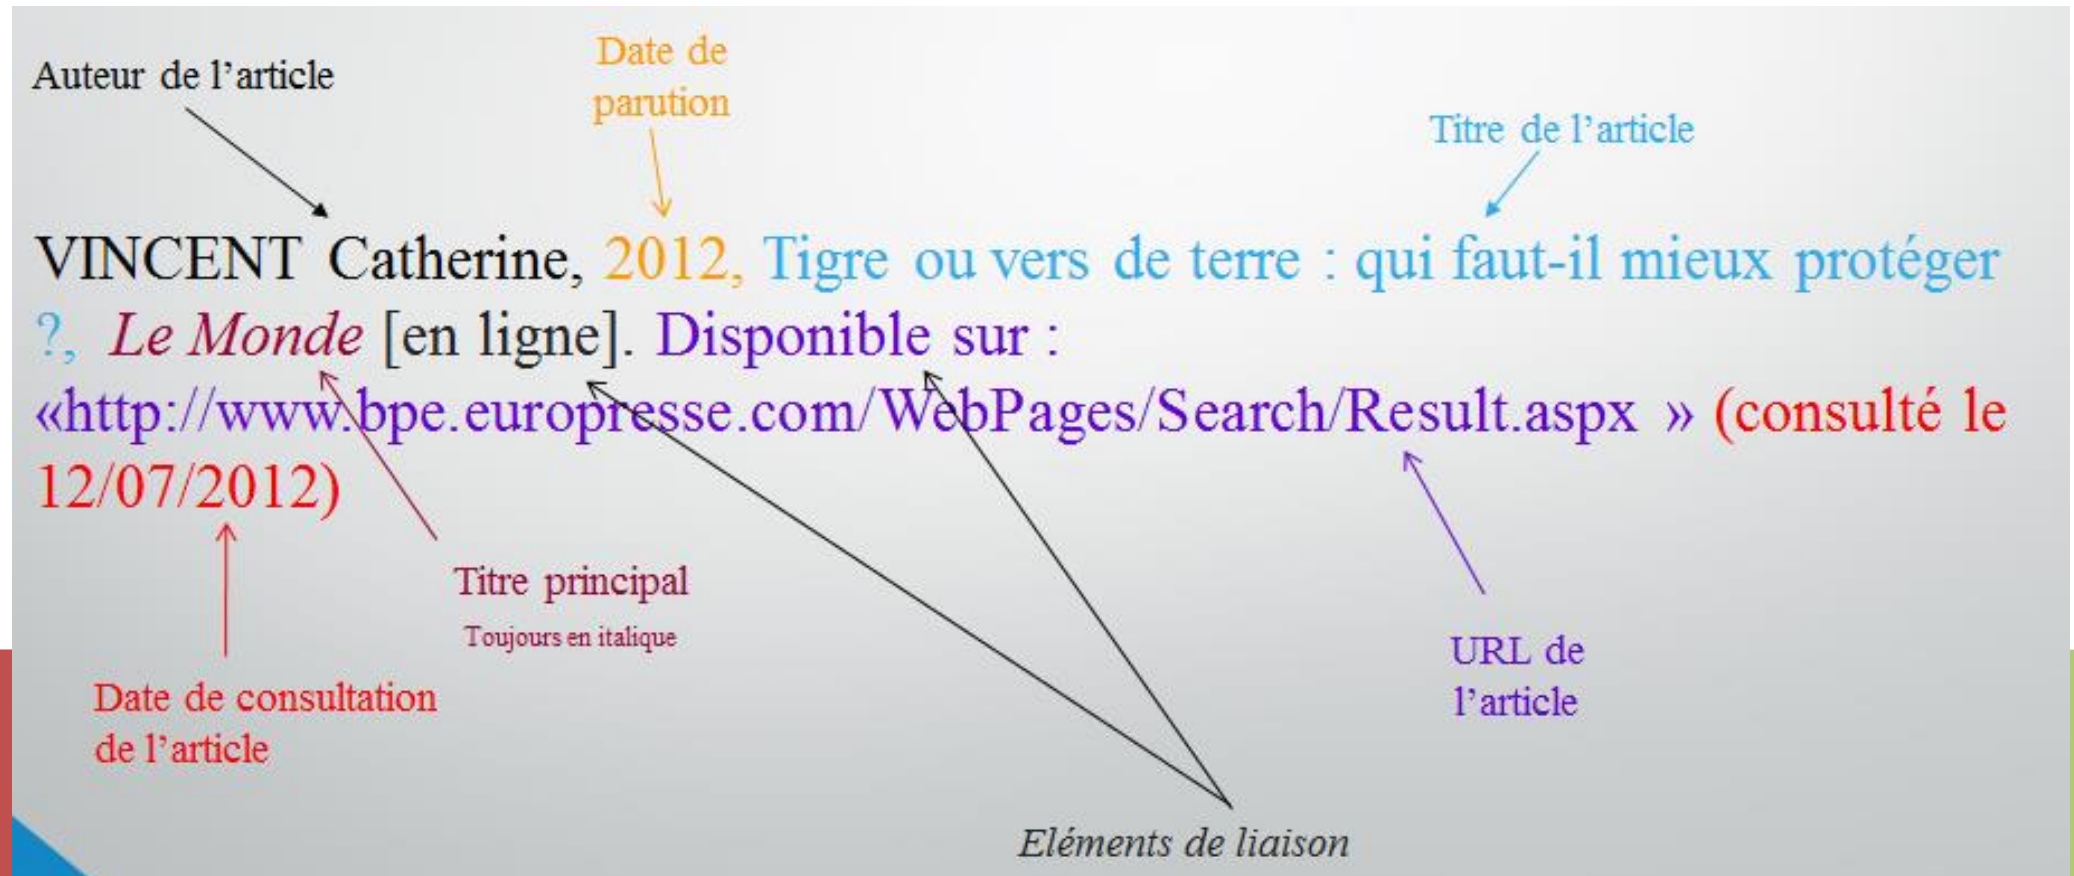 Auteur de l’article
Date de
parution
Titre de l’article
VINCENT Catherine, 2012, Tigre ou vers de terre : qui faut-il mieux protéger
?, Le Monde [en ligne]. Disponible sur :
«http://www.bpe.europresse.com/WebPages/Search/Result.aspx » (consulté le
12/07/2012)
Titre principal
Toujours en italique
URL de
l’article
Date de consultation
de l’article
Eléments de liaison